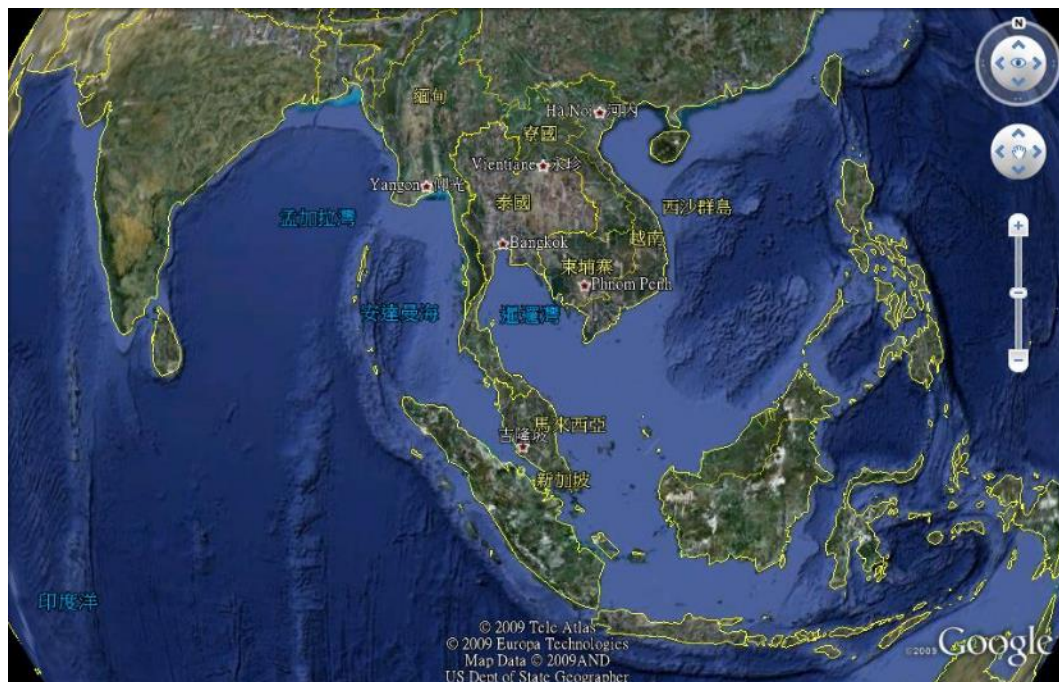 N
緬甸
Ha Noi 河內
寮國
Vientiane 永珍
Yangon 仰光
泰國
西沙群島
孟加拉灣
越南
Bangkok
柬埔寨
Phnom Penh
安達曼海
暹邏灣
馬來西亞
吉隆坡
新加坡
印度洋
© 2009 Tele Atlas
© 2009 Europa Technologies
Map Data © 2009AND
US Dept of State Geographer
©2009 Google